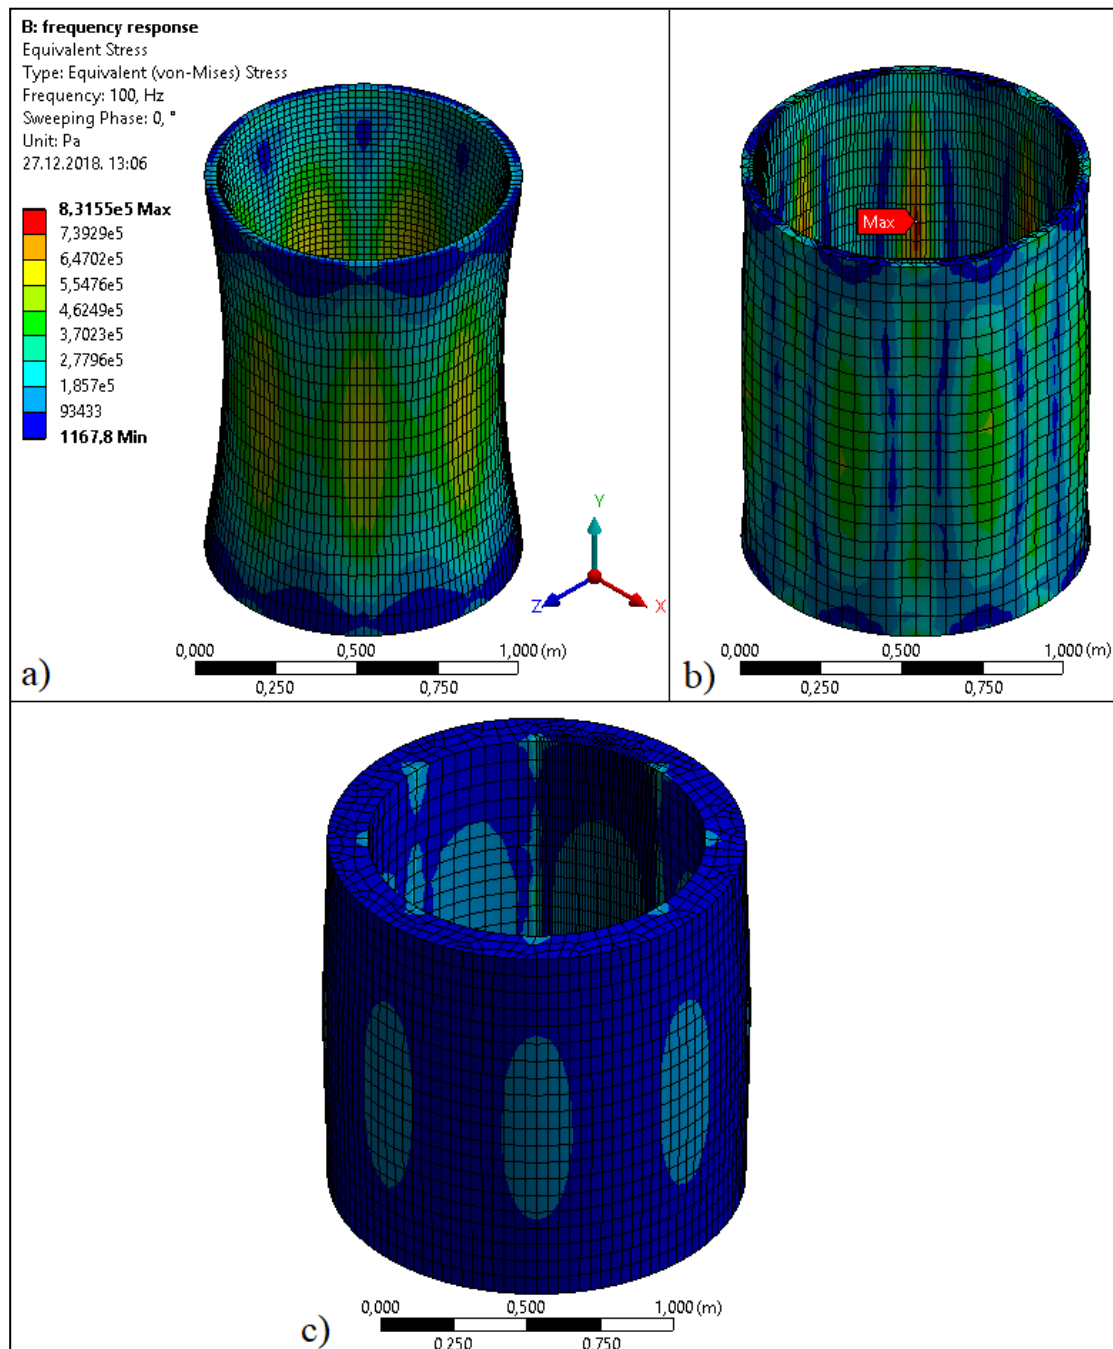 B: frequency response
Equivalent Stress
Type: Equivalent (von-Mises) Stress
Frequency: 100, Hz
Sweeping Phase: 0, °
Unit: Pa
27.12.2018. 13:06
8,3155e5 Max
7,3929e5
6,4702e5
5,5476e5
4,6249e5
3,7023e5
2,7796e5
1,857e5
93433
1167,8 Min
Y
Z
X
0,000 0,500 1,000 (m)
0,250 0,750
a)
Max
0,000 0,500 1,000 (m)
0,250 0,750
b)
0,000 0,500 1,000 (m)
0,250 0,750
c)